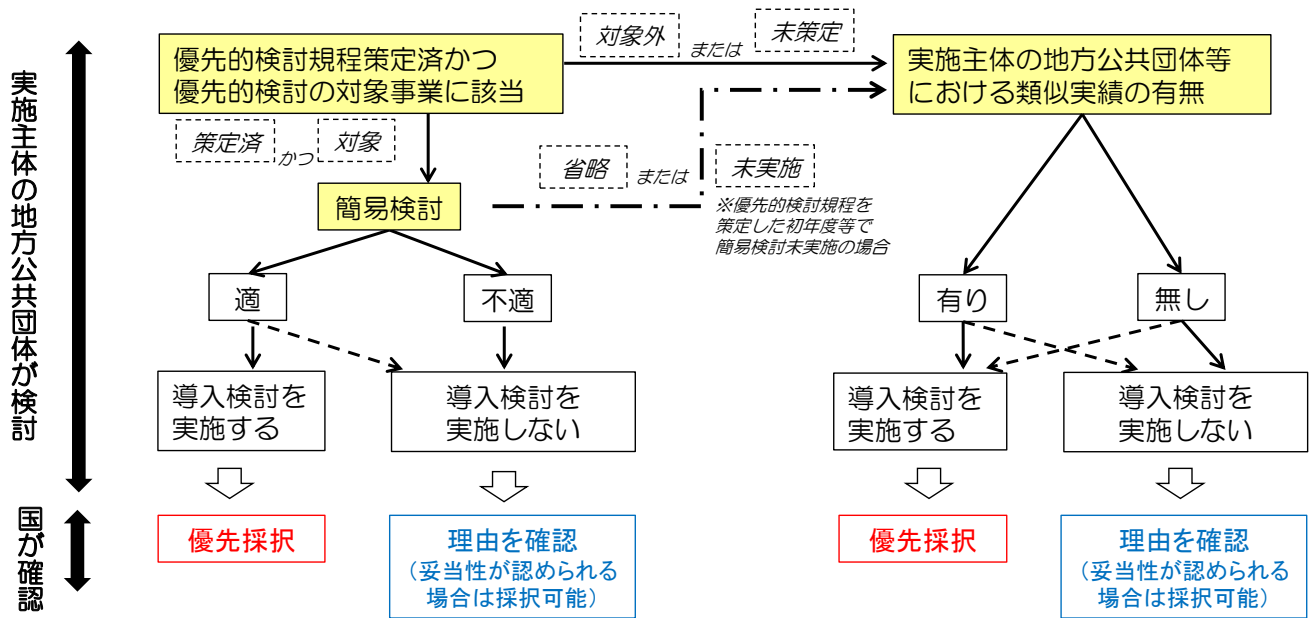 実施主体の地方公共団体が検討
国が確認
優先的検討規程策定済かつ
優先的検討の対象事業に該当
対象外
または
未策定
実施主体の地方公共団体等
における類似実績の有無
策定済
かつ
対象
省略
または
未実施
※優先的検討規程を
策定した初年度等で
簡易検討未実施の場合
簡易検討
適
不適
有り
無し
導入検討を
実施する
導入検討を
実施しない
導入検討を
実施する
導入検討を
実施しない
優先採択
理由を確認
（妥当性が認められる
場合は採択可能）
優先採択
理由を確認
（妥当性が認められる
場合は採択可能）